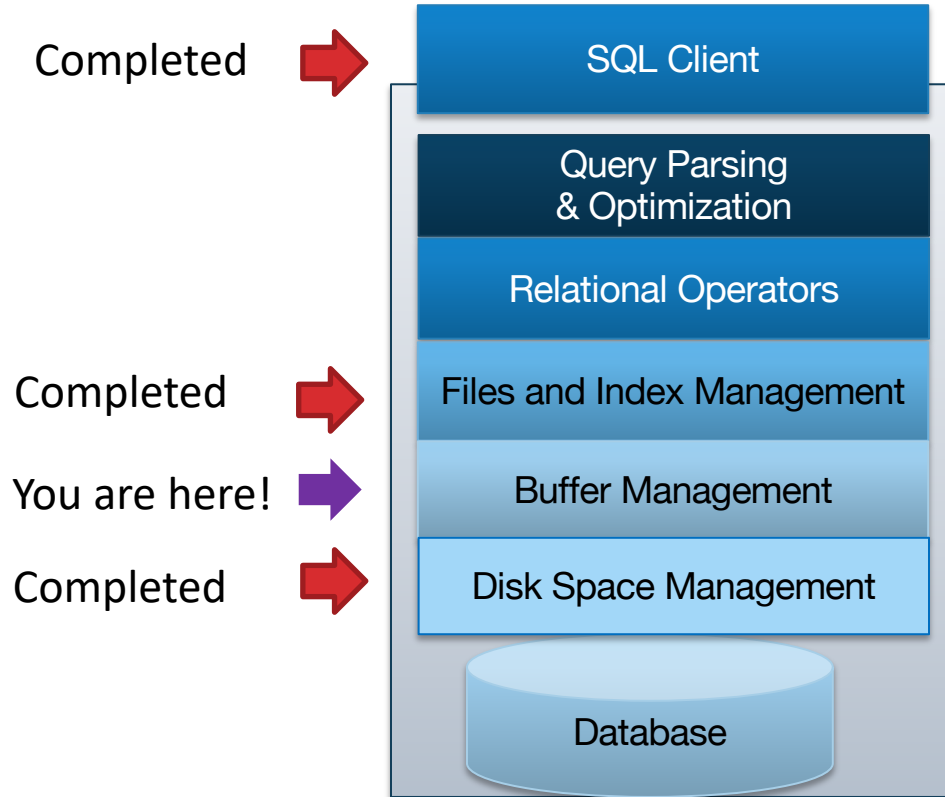 Completed
SQL Client
Query Parsing
& Optimization
Relational Operators
Completed
Files and Index Management
You are here!
Buffer Management
Completed
Disk Space Management
Database